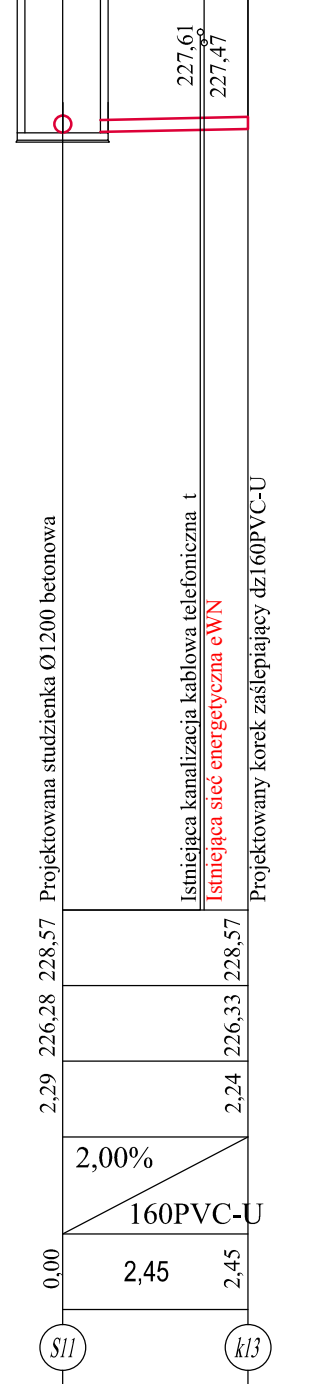 227,61
227,47
Projektowana studzienka Ø1200 betonowa
Istniejąca kanalizacja kablowa telefoniczna t
Istniejąca sieć energetyczna eWN
Projektowany korek zaślepiający dz160PVC-U
228,57
228,57
226,28
226,33
2,29
2,24
2,00%
160PVC-U
0,00
2,45
2,45
S11
k13